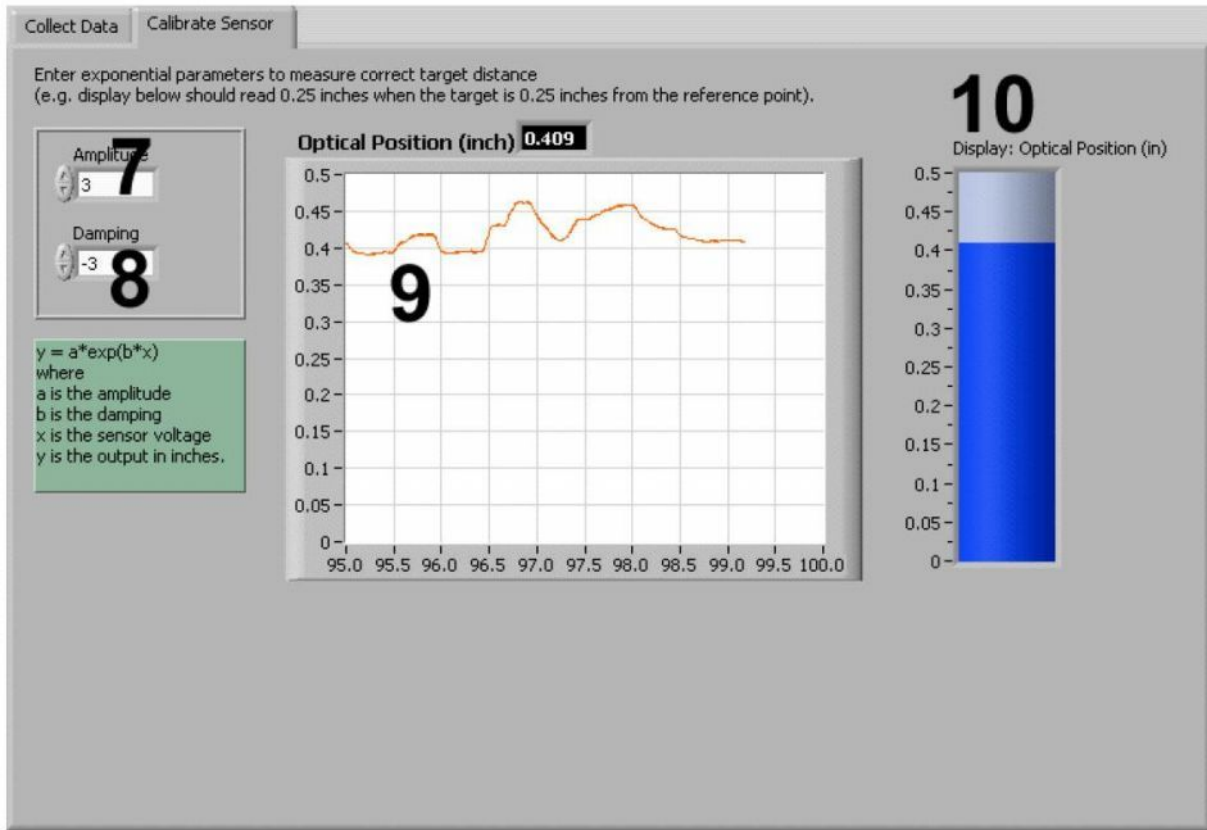 Collect Data
Calibrate Sensor
Enter exponential parameters to measure correct target distance
(e.g. display below should read 0.25 inches when the target is 0.25 inches from the reference point).
10
7
Amplitude
3
Damping
-3
8
y = a*exp(b*x)
where
a is the amplitude
b is the damping
x is the sensor voltage
y is the output in inches.
Optical Position (inch) 0.409
0.5
0.45
0.4
0.35
0.3
0.25
0.2
0.15
0.1
0.05
0
9
95.0 95.5 96.0 96.5 97.0 97.5 98.0 98.5 99.0 99.5 100.0
Display: Optical Position (in)
0.5
0.45
0.4
0.35
0.3
0.25
0.2
0.15
0.1
0.05
0